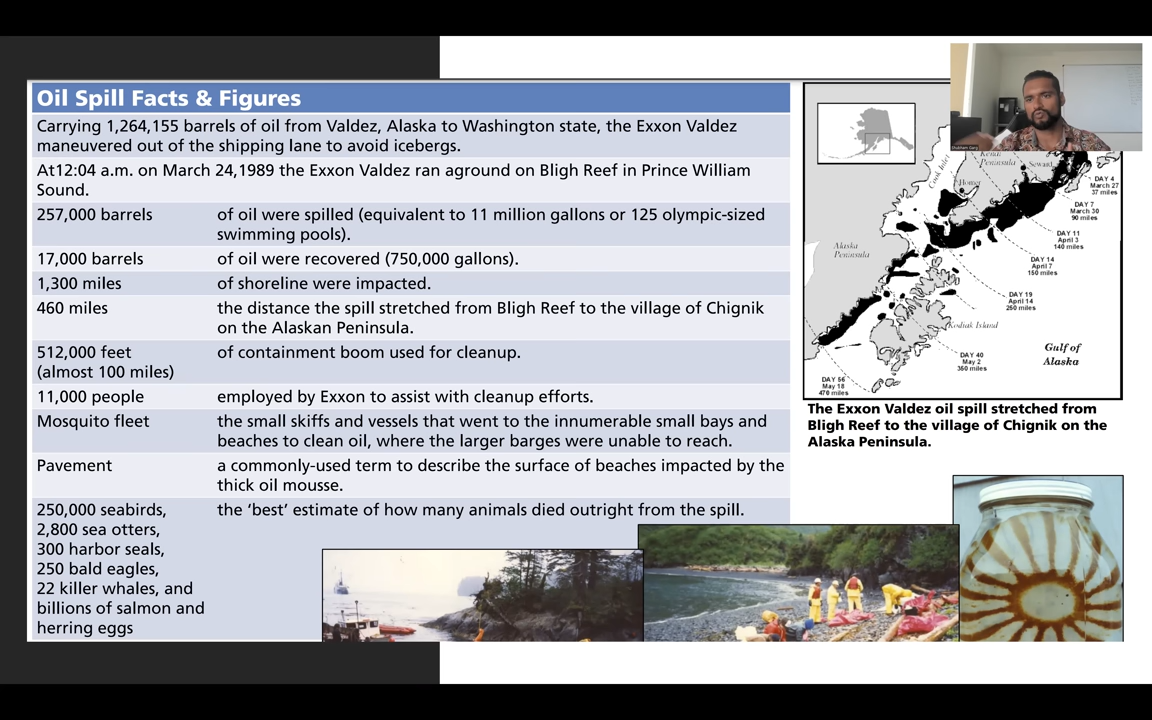 Oil Spill Facts & Figures
Carrying 1,264,155 barrels of oil from Valdez, Alaska to Washington state, the Exxon Valdez
maneuvered out of the shipping lane to avoid icebergs.
At12:04 a.m. on March 24,1989 the Exxon Valdez ran aground on Bligh Reef in Prince William
Sound.
257,000 barrels of oil were spilled (equivalent to 11 million gallons or 125 olympic-sized
swimming pools).
17,000 barrels of oil were recovered (750,000 gallons).
1,300 miles of shoreline were impacted.
460 miles the distance the spill stretched from Bligh Reef to the village of Chignik
on the Alaskan Peninsula.
512,000 feet of containment boom used for cleanup.
(almost 100 miles)
11,000 people employed by Exxon to assist with cleanup efforts.
Mosquito fleet the small skiffs and vessels that went to the innumerable small bays and
beaches to clean oil, where the larger barges were unable to reach.
Pavement a commonly-used term to describe the surface of beaches impacted by the
thick oil mousse.
250,000 seabirds, the ‘best’ estimate of how many animals died outright from the spill.
2,800 sea otters,
300 harbor seals,
250 bald eagles,
22 killer whales, and
billions of salmon and
herring eggs
Shubham Garg
Cook Inlet
Kenai
Peninsula
Seward
Homer
DAY 4
March 27
37 miles
DAY 7
March 30
90 miles
DAY 11
April 3
140 miles
Alaska
Peninsula
DAY 14
April 7
150 miles
DAY 19
April 14
250 miles
Kodiak Island
Gulf of
Alaska
DAY 40
May 2
350 miles
DAY 56
May 18
470 miles
The Exxon Valdez oil spill stretched from
Bligh Reef to the village of Chignik on the
Alaska Peninsula.